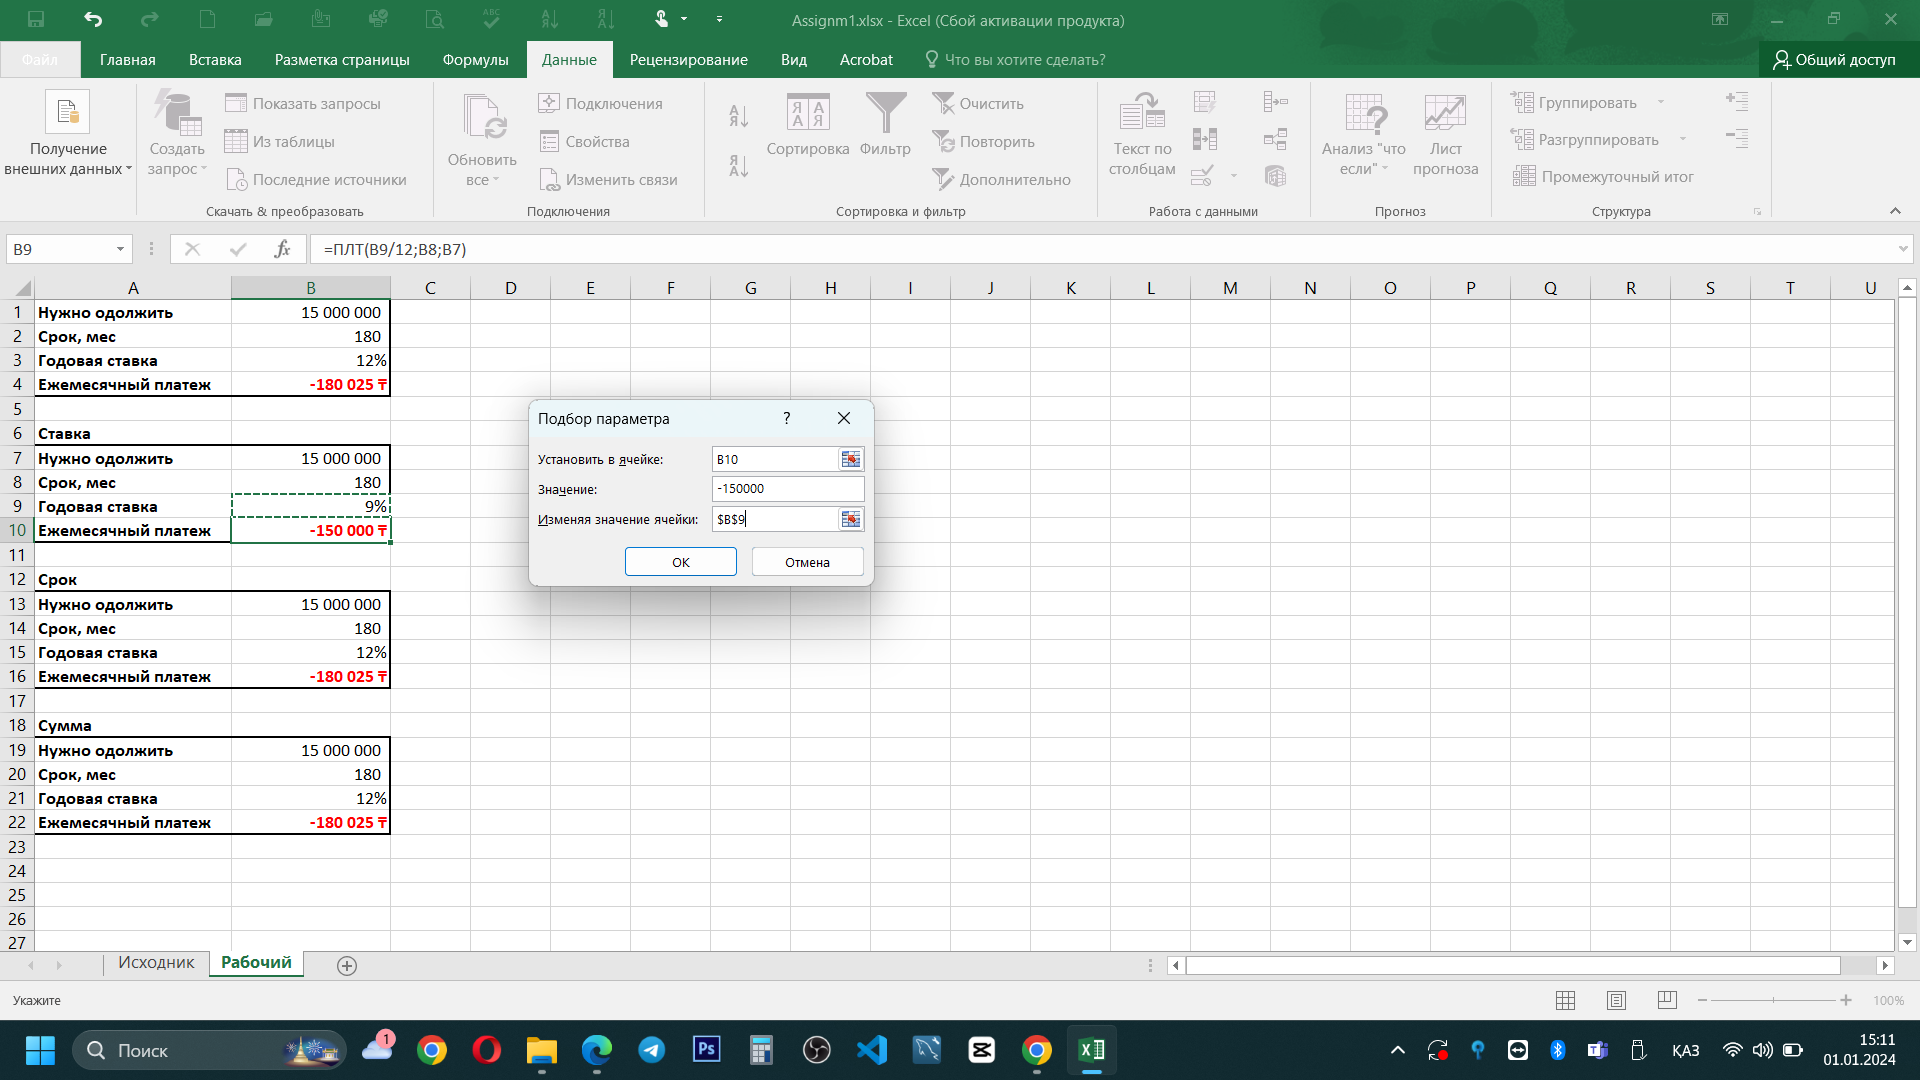 Assignm1.xlsx - Excel (Сбой активации продукта)
Файл Главная Вставка Разметка страницы Формулы Данные Рецензирование Вид Acrobat Что вы хотите сделать? Общий доступ
Получение внешних данных
Создать запрос
Показать запросы
Из таблицы
Последние источники
Скачать & преобразовать
Обновить все
Подключения
Свойства
Изменить связи
Подключения
Сортировка
Фильтр
Очистить
Повторить
Дополнительно
Сортировка и фильтр
Текст по столбцам
Работа с данными
Анализ "что если"
Лист прогноза
Прогноз
Группировать
Разгруппировать
Промежуточный итог
Структура
B9 fx =ПЛТ(B9/12;B8;B7)
A B C D E F G H I J K L M N O P Q R S T U
1 Нужно одолжить 15 000 000
2 Срок, мес 180
3 Годовая ставка 12%
4 Ежемесячный платеж -180 025 ₸
5
6 Ставка
7 Нужно одолжить 15 000 000
8 Срок, мес 180
9 Годовая ставка 9%
10 Ежемесячный платеж -150 000 ₸
11
12 Срок
13 Нужно одолжить 15 000 000
14 Срок, мес 180
15 Годовая ставка 12%
16 Ежемесячный платеж -180 025 ₸
17
18 Сумма
19 Нужно одолжить 15 000 000
20 Срок, мес 180
21 Годовая ставка 12%
22 Ежемесячный платеж -180 025 ₸
23
24
25
26
27
Подбор параметра ?
Установить в ячейке: B10
Значение: -150000
Изменяя значение ячейки: $B$9
ОК Отмена
Исходник Рабочий
Укажите 100%
Поиск 1 Ps ҚАЗ 15:11
01.01.2024